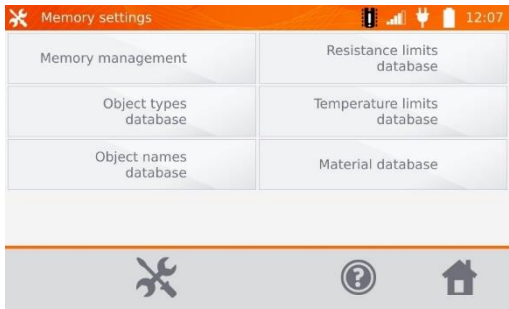 Memory settings
12:07
Memory management
Resistance limits
database
Object types
database
Temperature limits
database
Object names
database
Material database
?